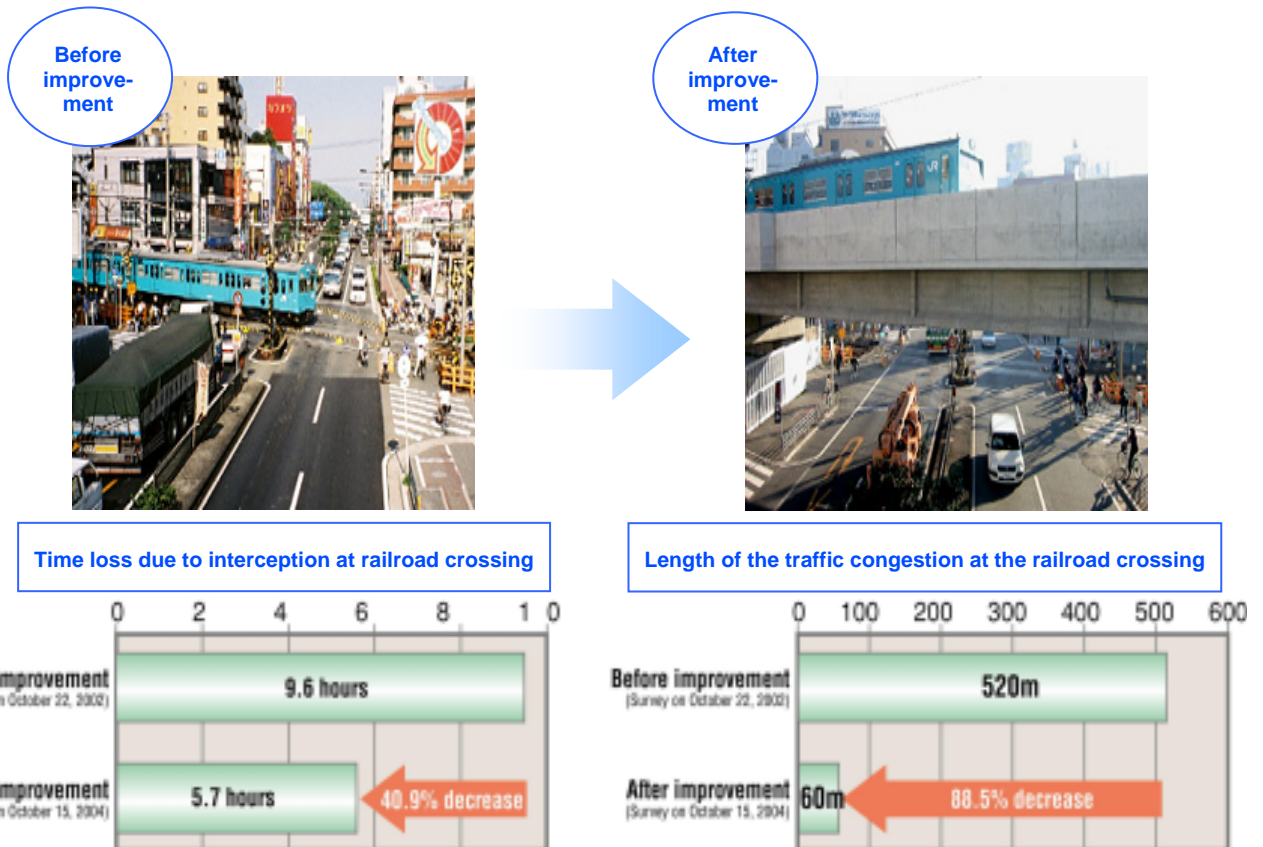 Before
improve-
ment
After
improve-
ment
JR
Time loss due to interception at railroad crossing
Length of the traffic congestion at the railroad crossing
0 2 4 6 8 1 0
mprovement
n October 22, 2002)
9.6 hours
mprovement
n October 15, 2004)
5.7 hours
40.9% decrease
0 100 200 300 400 500 600
Before improvement
(Survey on October 22, 2002)
520m
After improvement
(Survey on October 15, 2004)
60m
88.5% decrease